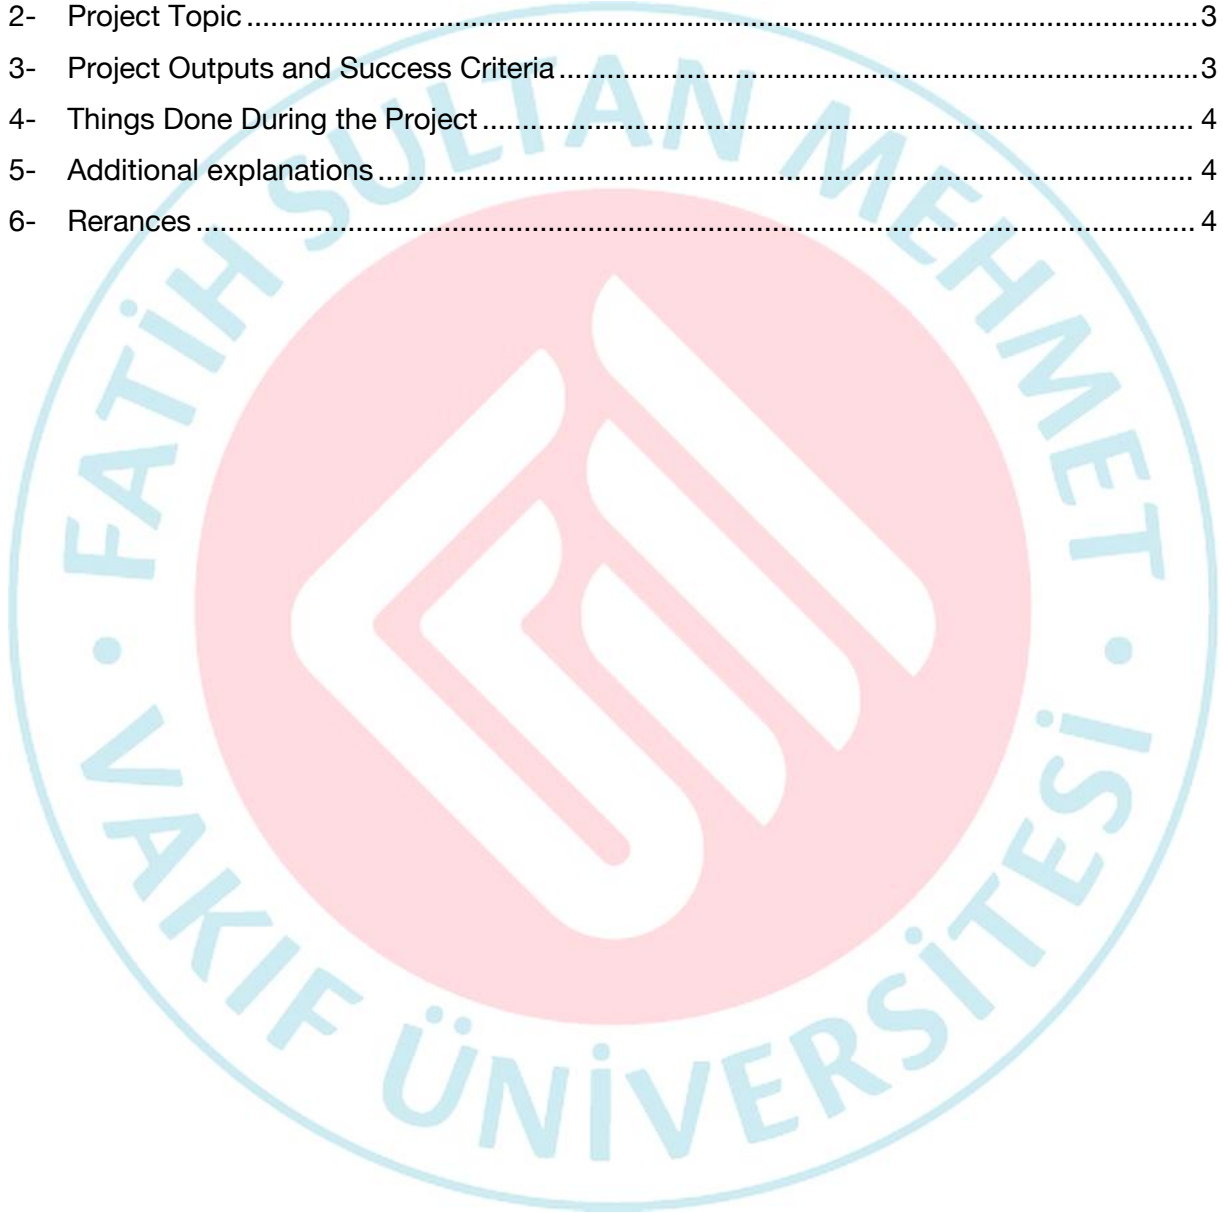 2- Project Topic ........................................................................................................................ 3
3- Project Outputs and Success Criteria ................................................................................ 3
4- Things Done During the Project ......................................................................................... 4
5- Additional explanations ...................................................................................................... 4
6- Rerances ............................................................................................................................. 4
FATİH SULTAN MEHMET
• VAKIF ÜNİVERSİTESİ •